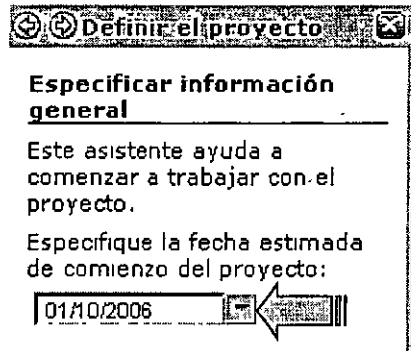 Definir el proyecto
Especificar información
general
Este asistente ayuda a
comenzar a trabajar con el
proyecto.
Especifique la fecha estimada
de comienzo del proyecto:
01/10/2006